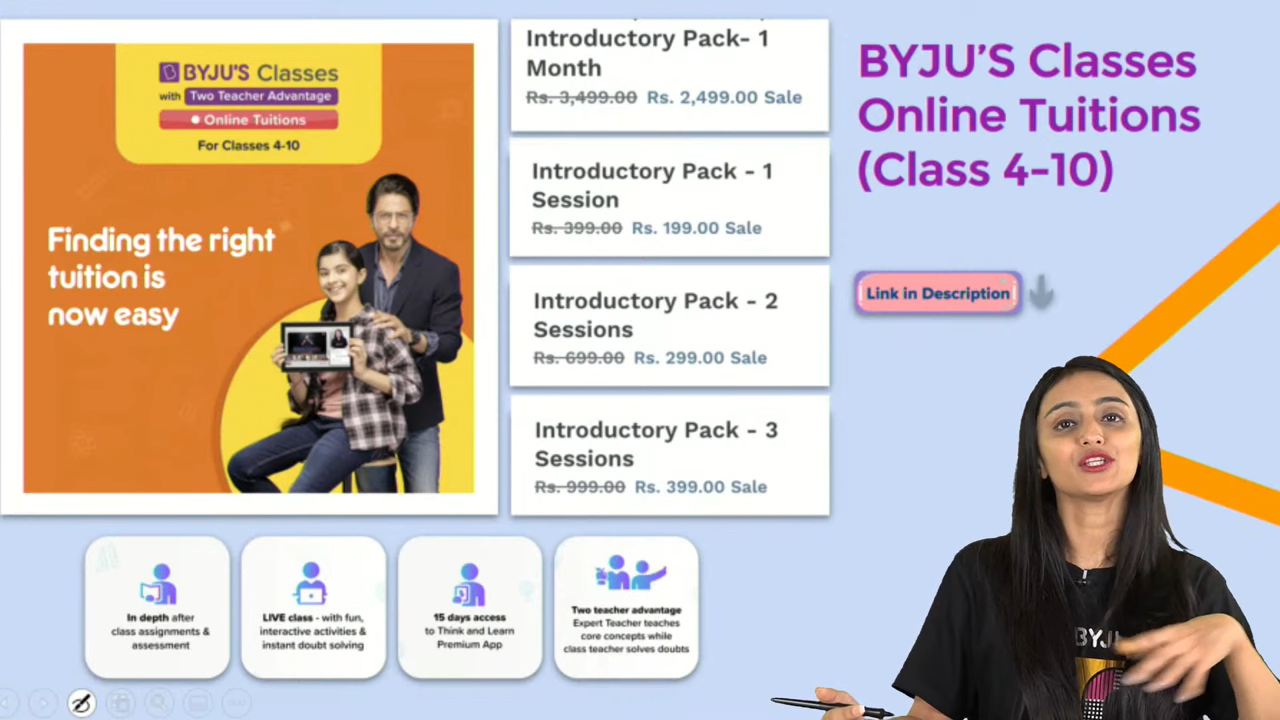 BYJU'S Classes
with Two Teacher Advantage
Online Tuitions
For Classes 4-10
Finding the right
tuition is
now easy
Introductory Pack- 1
Month
Rs. 3,499.00 Rs. 2,499.00 Sale
Introductory Pack - 1
Session
Rs. 399.00 Rs. 199.00 Sale
Introductory Pack - 2
Sessions
Rs. 699.00 Rs. 299.00 Sale
Introductory Pack - 3
Sessions
Rs. 999.00 Rs. 399.00 Sale
BYJU'S Classes
Online Tuitions
(Class 4-10)
Link in Description
In depth after
class assignments &
assessment
LIVE class - with fun,
interactive activities &
instant doubt solving
15 days access
to Think and Learn
Premium App
Two teacher advantage
Expert Teacher teaches
core concepts while
class teacher solves doubts